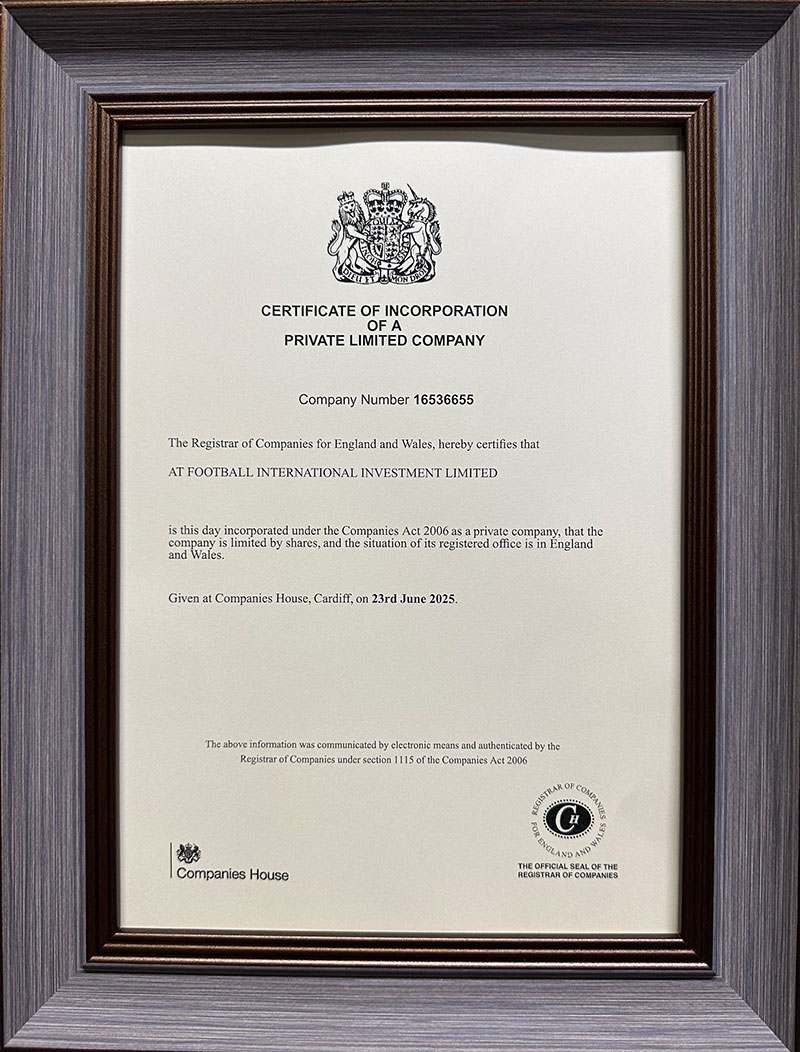 DIEU ET MON DROIT
CERTIFICATE OF INCORPORATION
OF A
PRIVATE LIMITED COMPANY
Company Number 16536655
The Registrar of Companies for England and Wales, hereby certifies that
AT FOOTBALL INTERNATIONAL INVESTMENT LIMITED
is this day incorporated under the Companies Act 2006 as a private company, that the
company is limited by shares, and the situation of its registered office is in England
and Wales.
Given at Companies House, Cardiff, on 23rd June 2025.
The above information was communicated by electronic means and authenticated by the
Registrar of Companies under section 1115 of the Companies Act 2006
REGISTRAR OF COMPANIES
FOR ENGLAND AND WALES
CH
THE OFFICIAL SEAL OF THE
REGISTRAR OF COMPANIES
Companies House